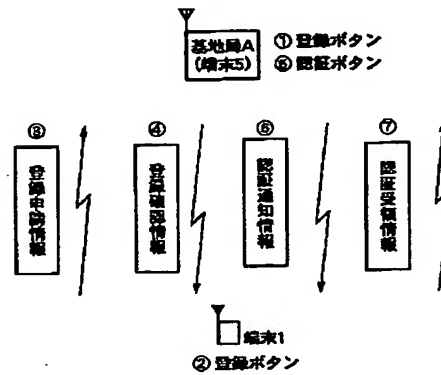 基地局A
(端末5)
① 登録ボタン
⑤ 認証ボタン
③
登録申請情報
④
登録確認情報
⑥
認証通知情報
⑦
認証受領情報
端末1
② 登録ボタン